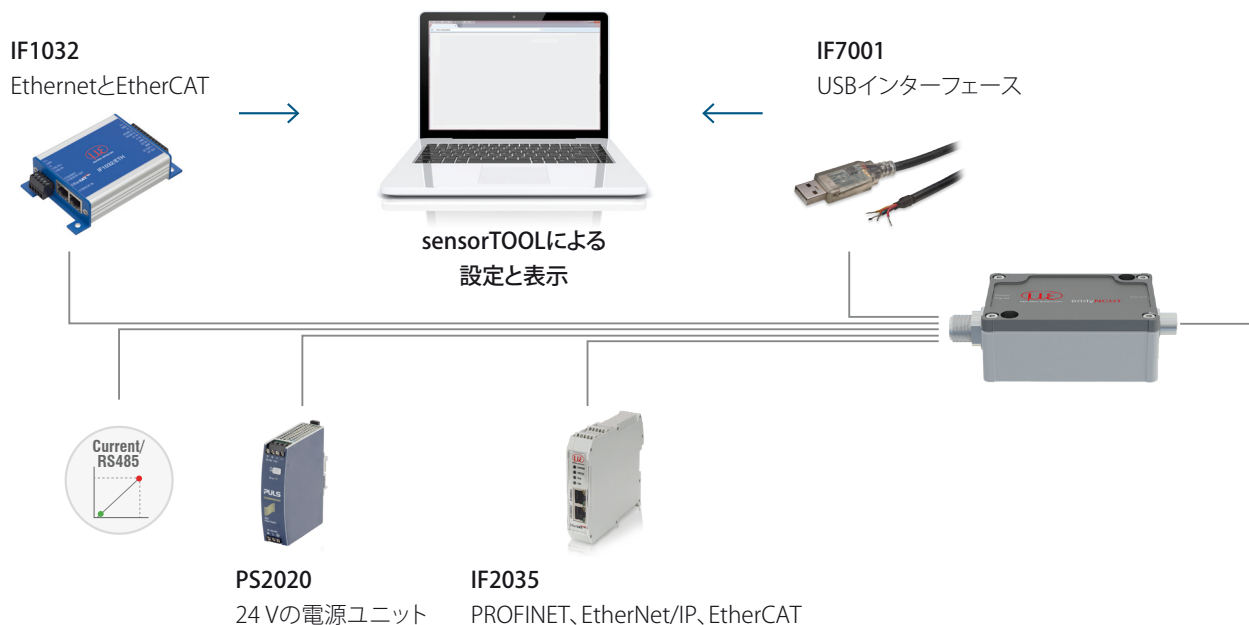 IF1032
EthernetとEtherCAT
IF1032/ETH
IF7001
USBインターフェース
sensorTOOLによる
設定と表示
Current/
RS485
PULS
PS2020
24 Vの電源ユニット
IF2035
PROFINET、EtherNet/IP、EtherCAT